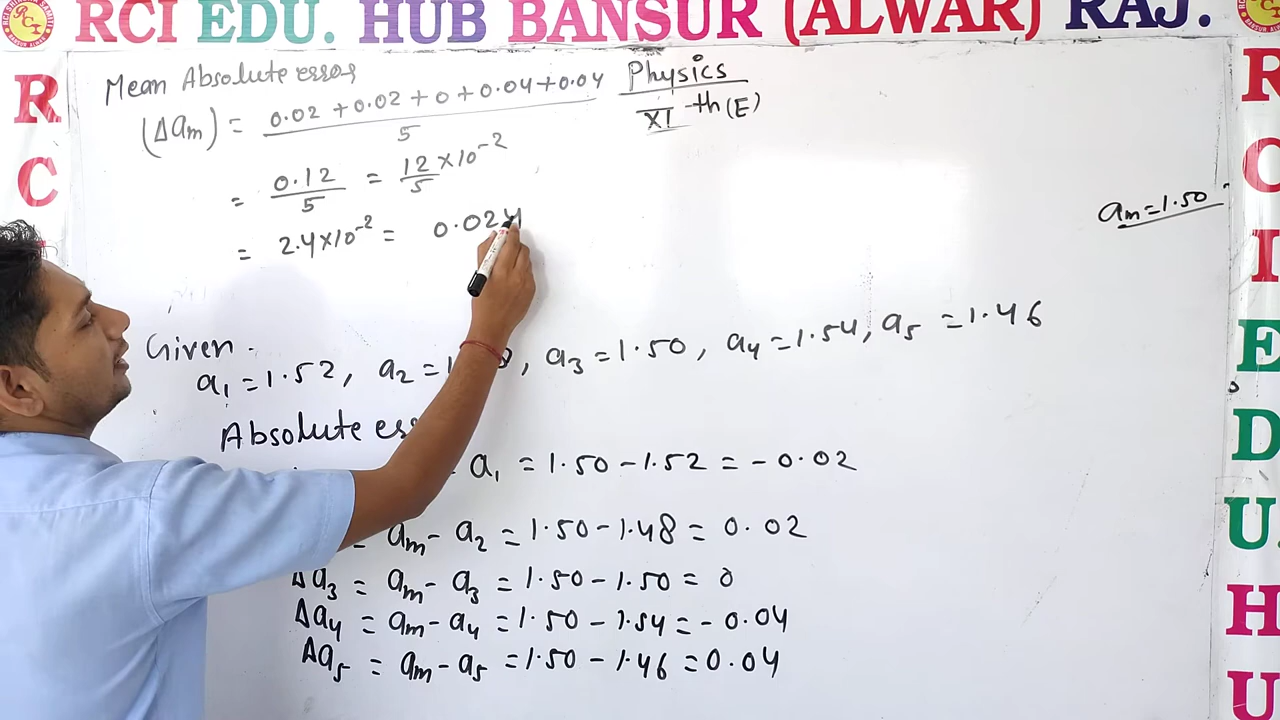 RCI EDU. HUB BANSUR (ALWAR) RAJ.
Mean Absolute error
(Δam) = 0.02 + 0.02 + 0 + 0.04 + 0.04 / 5
= 0.12 / 5 = 12 / 5 × 10⁻²
= 2.4 × 10⁻² = 0.024
Physics
XI-th (E)
am = 1.50
Given.
a₁ = 1.52, a₂ = 1. , a₃ = 1.50, a₄ = 1.54, a₅ = 1.46
Absolute
a₁ = 1.50 - 1.52 = - 0.02
= am - a₂ = 1.50 - 1.48 = 0.02
Δa₃ = am - a₃ = 1.50 - 1.50 = 0
Δa₄ = am - a₄ = 1.50 - 1.54 = - 0.04
Δa₅ = am - a₅ = 1.50 - 1.46 = 0.04
R
C
R
C
I
E
D
U.
H
U